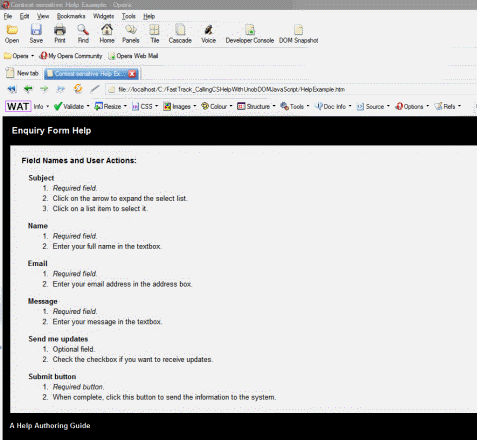 Context-sensitive Help Example - Opera
File Edit View Bookmarks Widgets Tools Help
Open Save Print Find Home Panels Tile Cascade Voice Developer Console DOM Snapshot
Opera My Opera Community Opera Web Mail
New tab Context-sensitive Help Ex...
file://localhost/C:/FastTrack_CallingCSHelpWithUnobDOMJavaScript/HelpExample.htm
WAT Info Validate Resize CSS Images Colour Structure Tools Doc Info Source Options Refs
Enquiry Form Help
Field Names and User Actions:
Subject
1. Required field.
2. Click on the arrow to expand the select list.
3. Click on a list item to select it.
Name
1. Required field.
2. Enter your full name in the textbox.
Email
1. Required field.
2. Enter your email address in the address box.
Message
1. Required field.
2. Enter your message in the textbox.
Send me updates
1. Optional field.
2. Check the checkbox if you want to receive updates.
Submit button
1. Required button.
2. When complete, click this button to send the information to the system.
A Help Authoring Guide